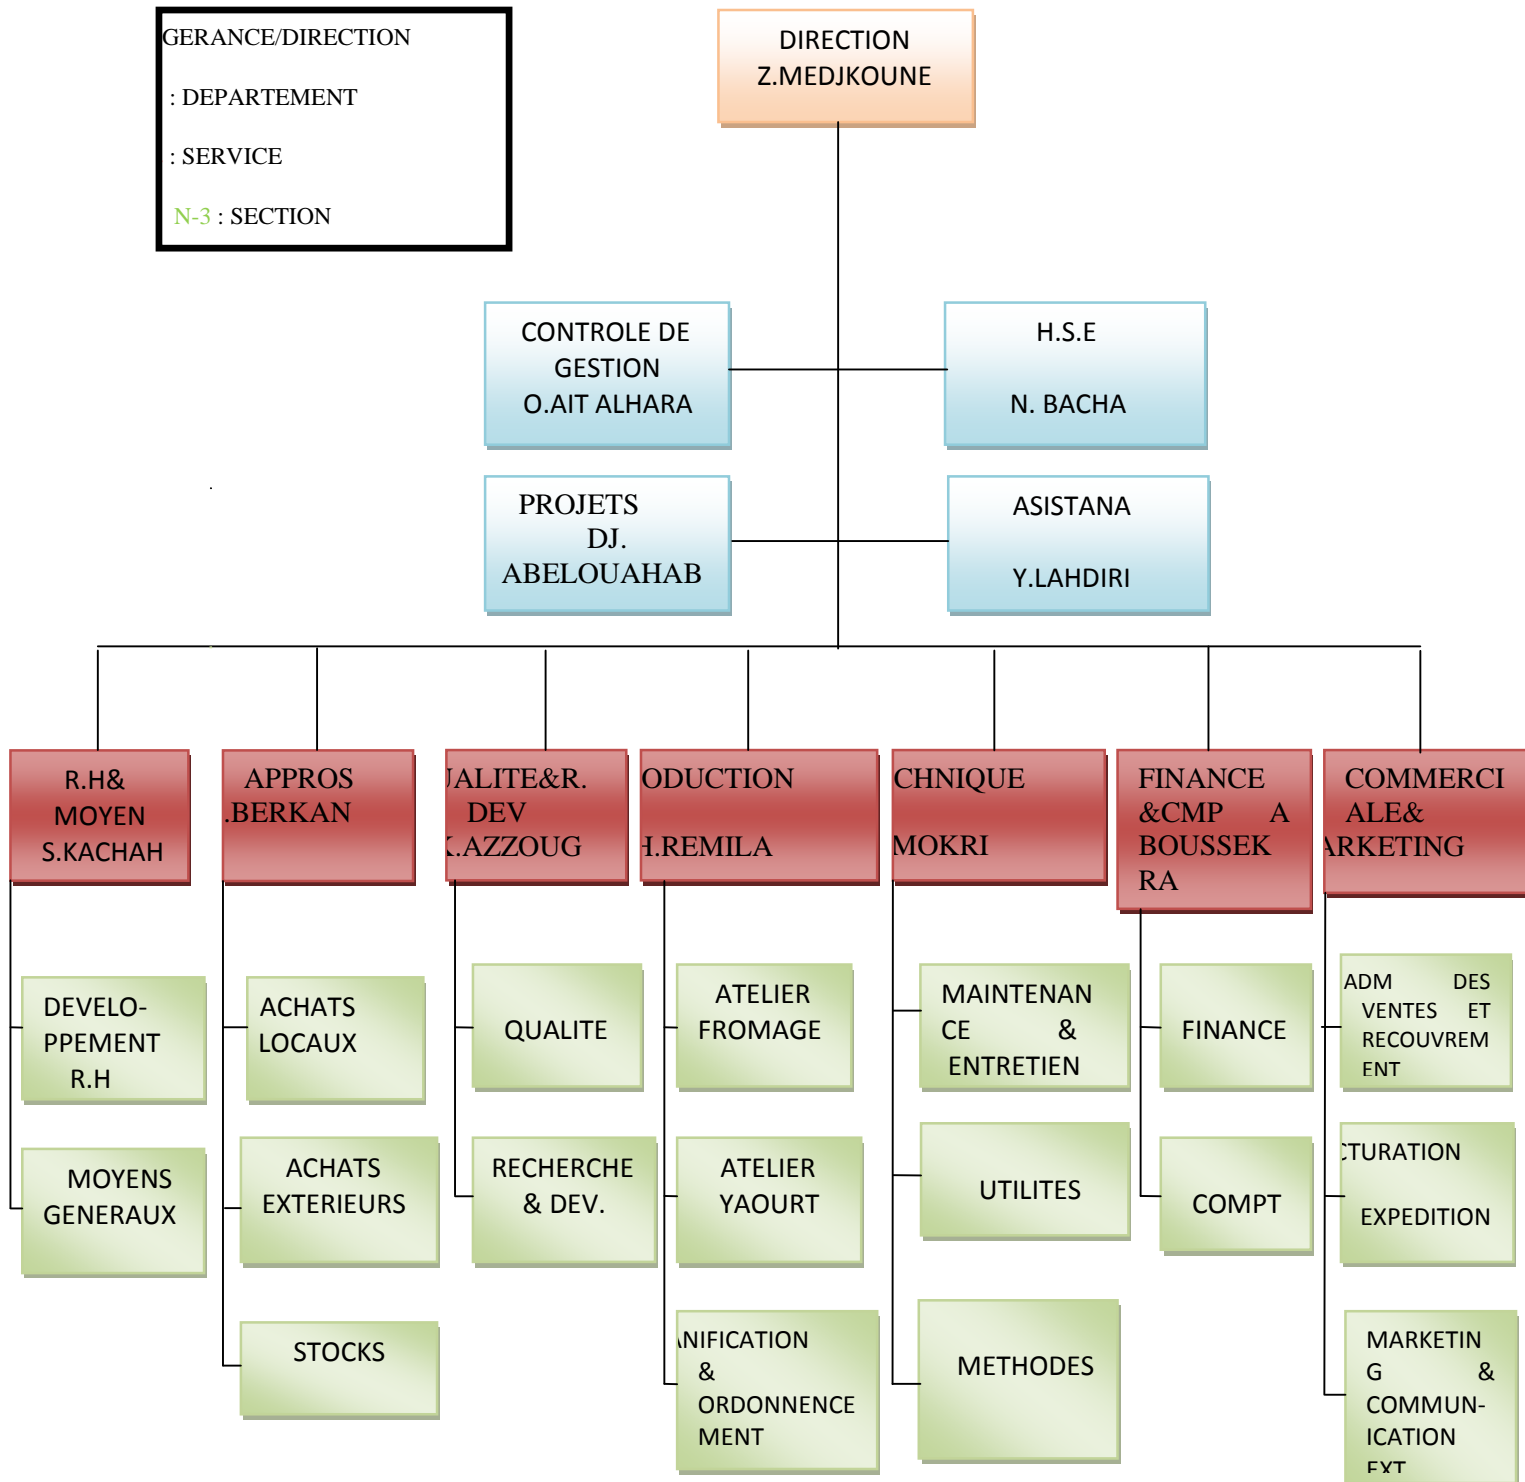 GERANCE/DIRECTION
: DEPARTEMENT
: SERVICE
N-3 : SECTION
DIRECTION
Z.MEDJKOUNE
CONTROLE DE
GESTION
O.AIT ALHARA
H.S.E
N. BACHA
PROJETS
DJ.
ABELOUAHAB
ASISTANA
Y.LAHDIRI
R.H&
MOYEN
S.KACHAH
APPROS
.BERKAN
UALITE&R.
DEV
K.AZZOUG
ODUCTION
H.REMILA
CHNIQUE
MOKRI
FINANCE
&CMP A
BOUSSEK
RA
COMMERCI
ALE&
ARKETING
DEVELO-
PPEMENT
R.H
MOYENS
GENERAUX
ACHATS
LOCAUX
ACHATS
EXTERIEURS
STOCKS
QUALITE
RECHERCHE
& DEV.
ATELIER
FROMAGE
ATELIER
YAOURT
ANIFICATION
&
ORDONNENCE
MENT
MAINTENAN
CE &
ENTRETIEN
UTILITES
METHODES
FINANCE
COMPT
ADM DES
VENTES ET
RECOUVREM
ENT
CTURATION
EXPEDITION
MARKETIN
G &
COMMUN-
ICATION
EXT